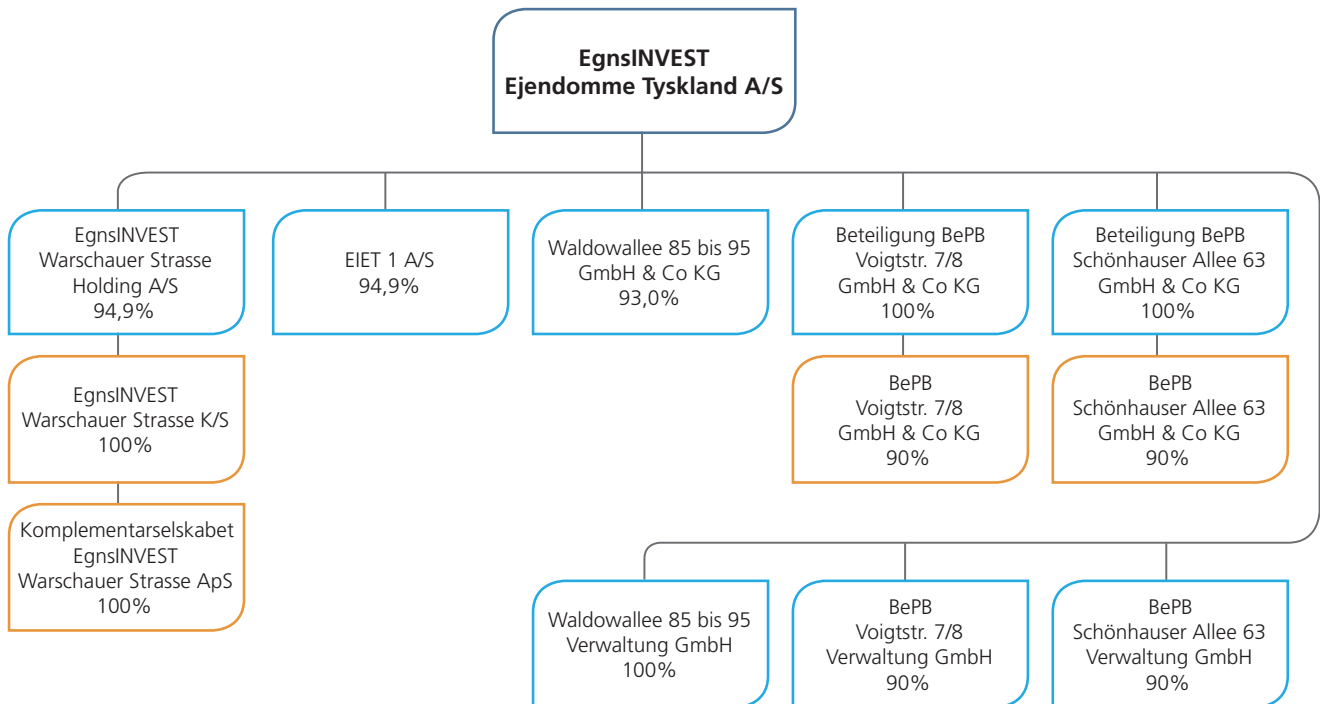 EgnsINVEST
Ejendomme Tyskland A/S
EgnsINVEST
Warschauer Strasse
Holding A/S
94,9%
EIET 1 A/S
94,9%
Waldowallee 85 bis 95
GmbH & Co KG
93,0%
Beteiligung BePB
Voigtstr. 7/8
GmbH & Co KG
100%
Beteiligung BePB
Schönhauser Allee 63
GmbH & Co KG
100%
EgnsINVEST
Warschauer Strasse K/S
100%
BePB
Voigtstr. 7/8
GmbH & Co KG
90%
BePB
Schönhauser Allee 63
GmbH & Co KG
90%
Komplementarselskabet
EgnsINVEST
Warschauer Strasse ApS
100%
Waldowallee 85 bis 95
Verwaltung GmbH
100%
BePB
Voigtstr. 7/8
Verwaltung GmbH
90%
BePB
Schönhauser Allee 63
Verwaltung GmbH
90%